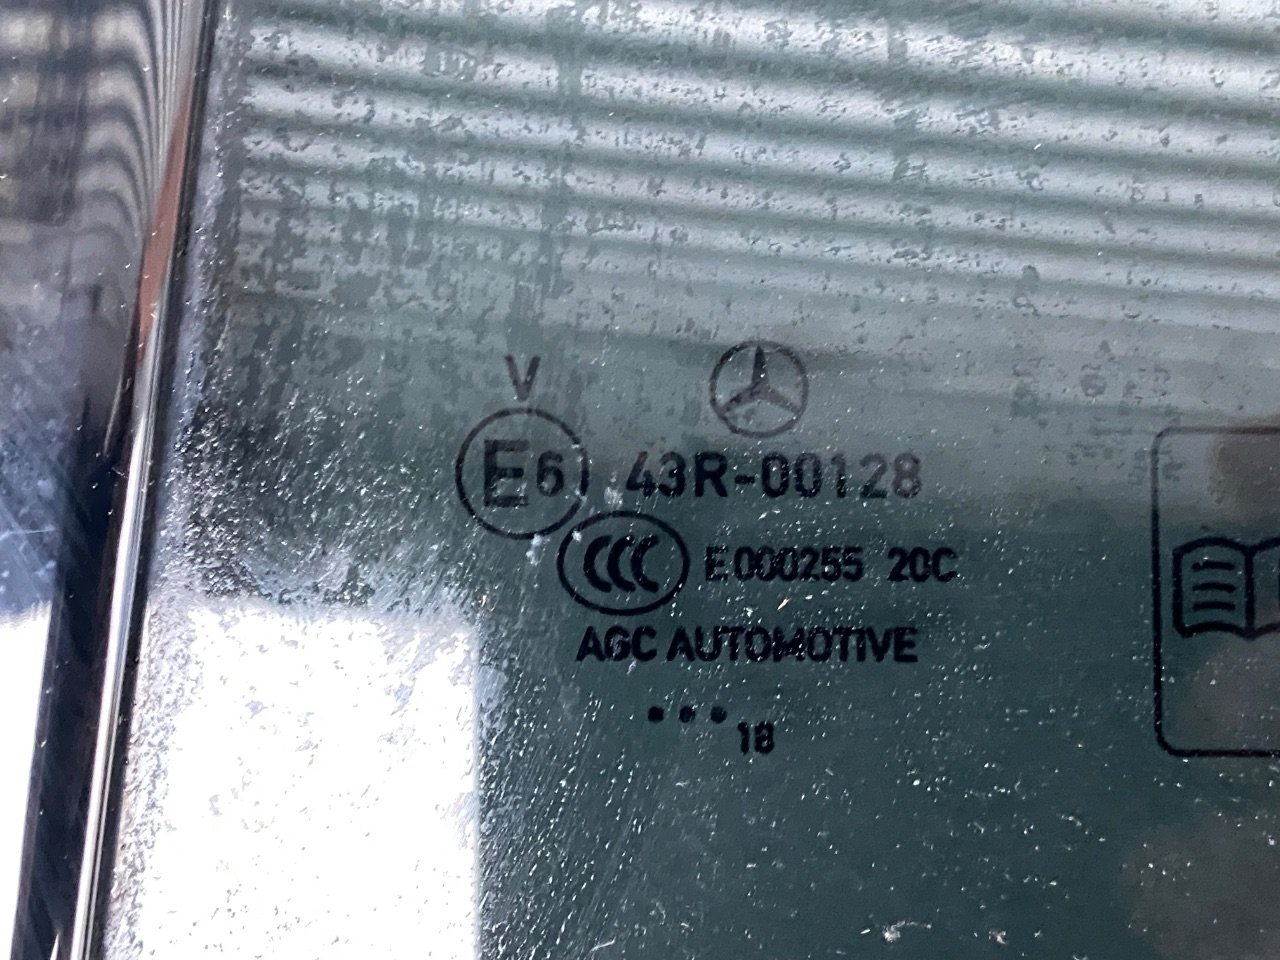 V
E6 43R-00128
CCC E000255 20C
AGC AUTOMOTIVE
•••18